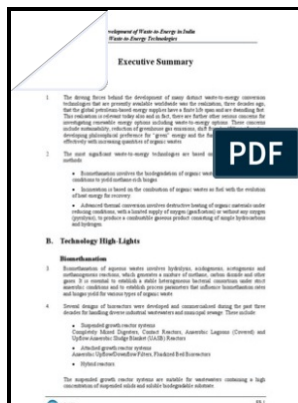 velopment of Waste-to-Energy in India
Waste-to-Energy Technologies
Executive Summary
1 The driving forces behind the development of many distinct waste-to-energy conversion
technologies that are presently available worldwide was the realization, three decades ago,
that the global petroleum-based energy supplies have a finite life span and are dwindling fast.
This realization is relevant today also and in fact, there are further other serious concerns for
investigating renewable energy options including waste-to-energy options. These concerns
include sustainability, reduction of greenhouse gas emissions, shift
developing philosophical preference for "green" energy and the
effectively with increasing quantities of organic wastes.
2 The most significant waste-to-energy technologies are based
methods:
PDF
• Biomethanation involves the biodegradation of organic
conditions to yield methane rich biogas
• Incineration is based on the combustion of organic wastes as fuel with the evolution
of heat energy for recovery
• Advanced thermal conversion involves destructive heating of organic materials under
reducing conditions, with a limited supply of oxygen (gasification) or without any oxygen
(pyrolysis), to produce a combustible gaseous product consisting of simple hydrocarbons
and hydrogen.
B. Technology High-Lights
Biomethanation
3 Biomethanation of aqueous wastes involves hydrolysis, acidogenesis, acetogenesis and
methanogenesis reactions, which generates a mixture of methane, carbon dioxide and other
gases. It is essential to establish a stable heterogeneous bacterial consortium under strict
anaerobic conditions and to establish process parameters that influence biomethanation rates
and biogas yield for various types of organic waste.
4 Several designs of bioreactors were developed and commercialised during the past three
decades for handling diverse industrial wastewaters and municipal sewage. These include:
• Suspended growth reactor systems
Completely Mixed Digesters, Contact Reactors, Anaerobic Lagoons (Covered) and
Upflow Anaerobic Sludge Blanket (UASB) Reactors
• Attached growth reactor systems
Anaerobic Upflow/Downflow Filters, Fluidized Bed Bioreactors
• Hybrid reactors
The suspended growth reactor systems are suitable for wastewaters containing a high
concentration of suspended solids and soluble biodegradable substrate.